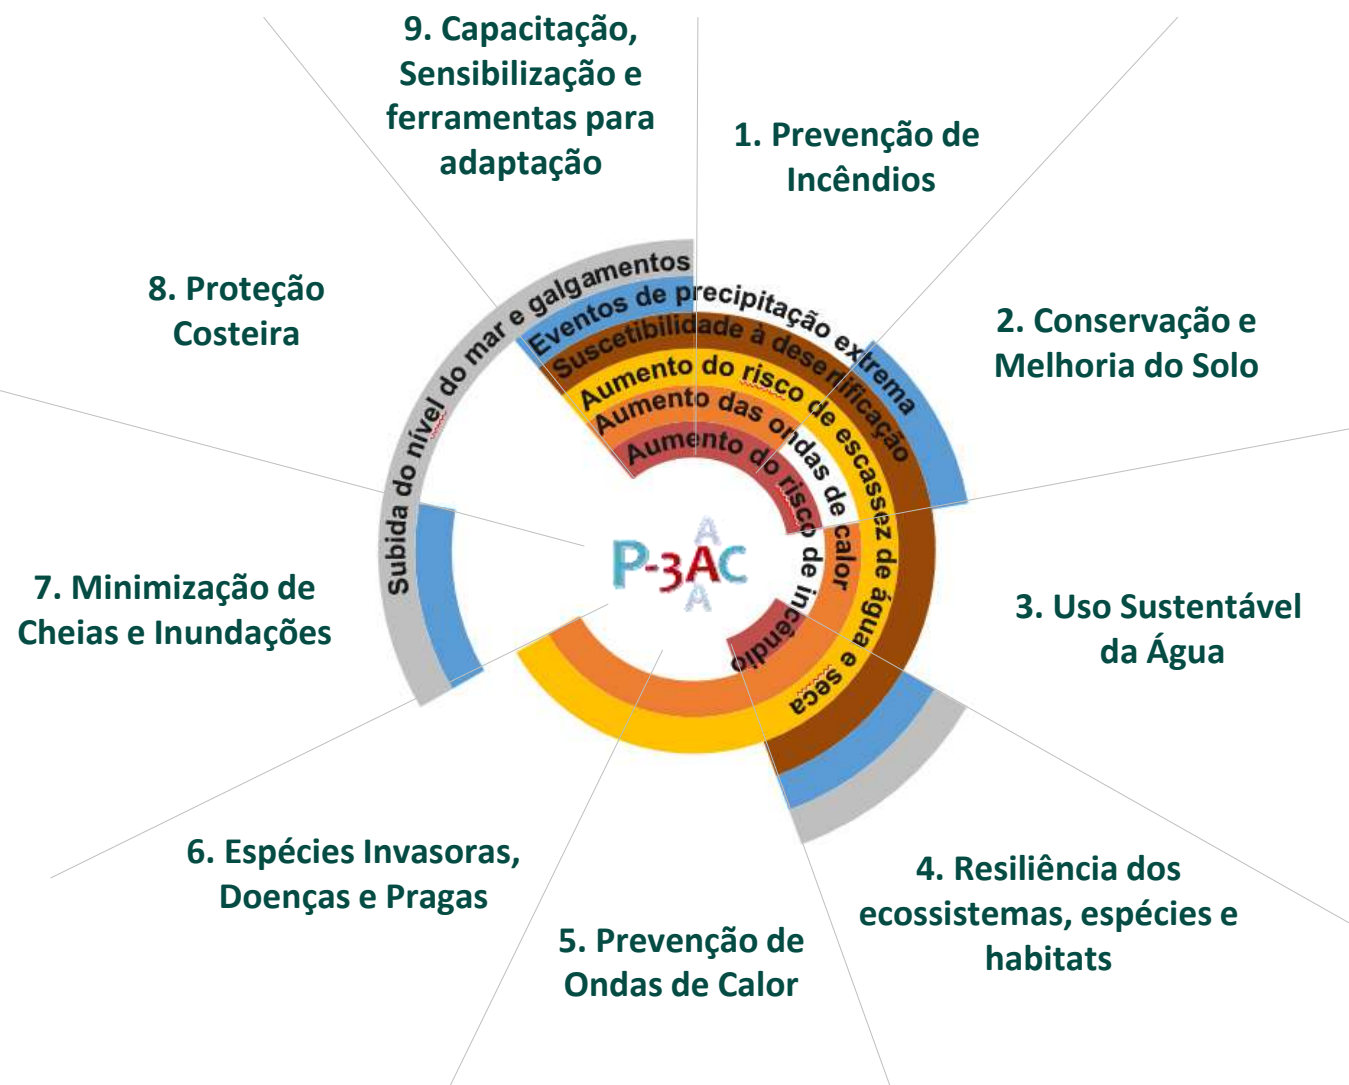 9. Capacitação,
Sensibilização e
ferramentas para
adaptação
1. Prevenção de
Incêndios
2. Conservação e
Melhoria do Solo
3. Uso Sustentável
da Água
4. Resiliência dos
ecossistemas, espécies e
habitats
5. Prevenção de
Ondas de Calor
6. Espécies Invasoras,
Doenças e Pragas
7. Minimização de
Cheias e Inundações
8. Proteção
Costeira
Subida do nível do mar e galgamentos
Eventos de precipitação extrema
Suscetibilidade à desertificação
Aumento do risco de escassez de água e seca
Aumento das ondas de calor
Aumento do risco de incêndio
A
P-3AC
A